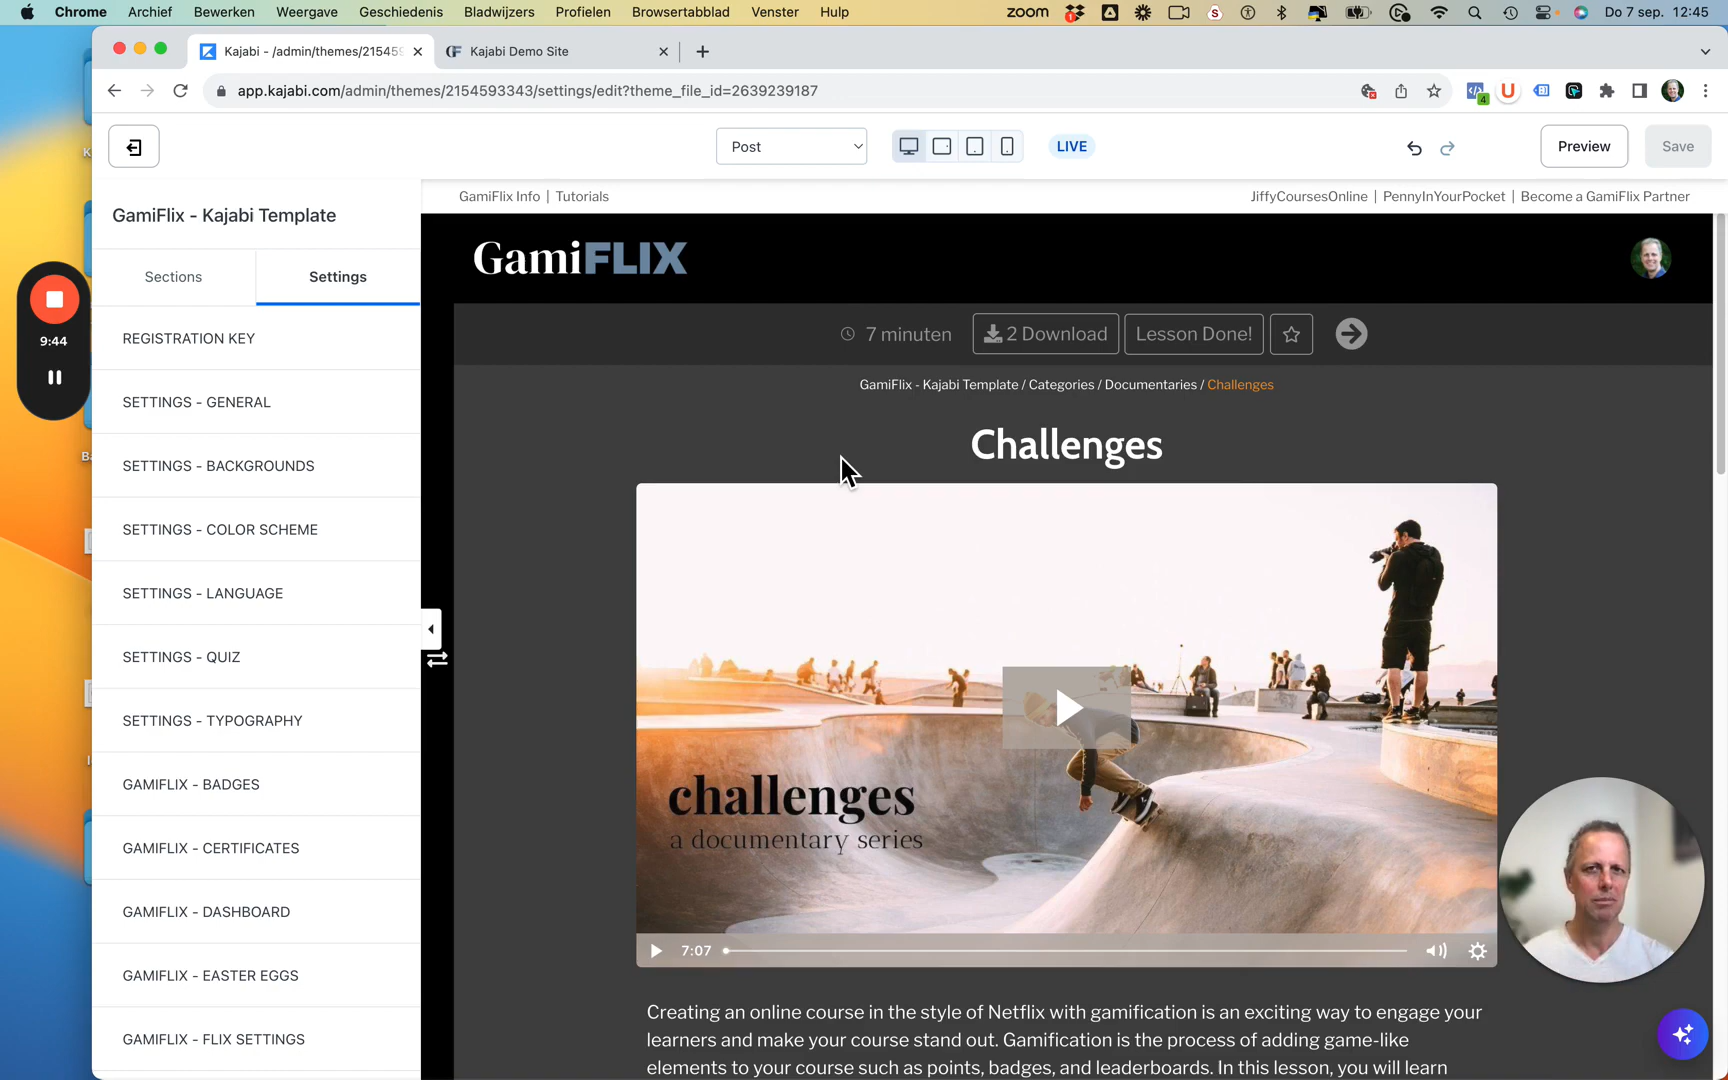 Chrome Archief Bewerken Weergave Geschiedenis Bladwijzers Profielen Browsertabblad Venster Hulp zoom Do 7 sep. 12:45
Kajabi - /admin/themes/21545 Kajabi Demo Site
app.kajabi.com/admin/themes/2154593343/settings/edit?theme_file_id=2639239187
Post LIVE Preview Save
GamiFlix Info | Tutorials JiffyCoursesOnline | PennyInYourPocket | Become a GamiFlix Partner
GamiFlix - Kajabi Template
GamiFLIX
Sections Settings
9:44
REGISTRATION KEY
SETTINGS - GENERAL
SETTINGS - BACKGROUNDS
SETTINGS - COLOR SCHEME
SETTINGS - LANGUAGE
SETTINGS - QUIZ
SETTINGS - TYPOGRAPHY
GAMIFLIX - BADGES
GAMIFLIX - CERTIFICATES
GAMIFLIX - DASHBOARD
GAMIFLIX - EASTER EGGS
GAMIFLIX - FLIX SETTINGS
7 minuten 2 Download Lesson Done!
GamiFlix - Kajabi Template / Categories / Documentaries / Challenges
Challenges
challenges
a documentary series
7:07
Creating an online course in the style of Netflix with gamification is an exciting way to engage your
learners and make your course stand out. Gamification is the process of adding game-like
elements to your course such as points, badges, and leaderboards. In this lesson, you will learn